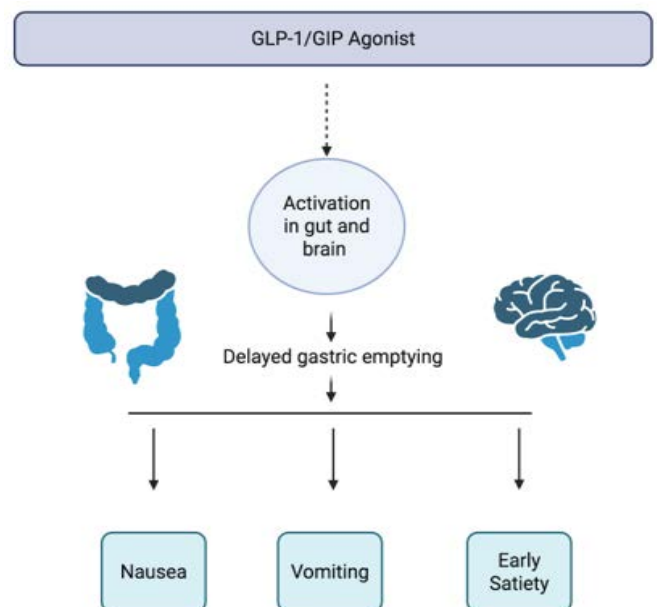 GLP-1/GIP Agonist
Activation
in gut and
brain
Delayed gastric emptying
Nausea
Vomiting
Early
Satiety